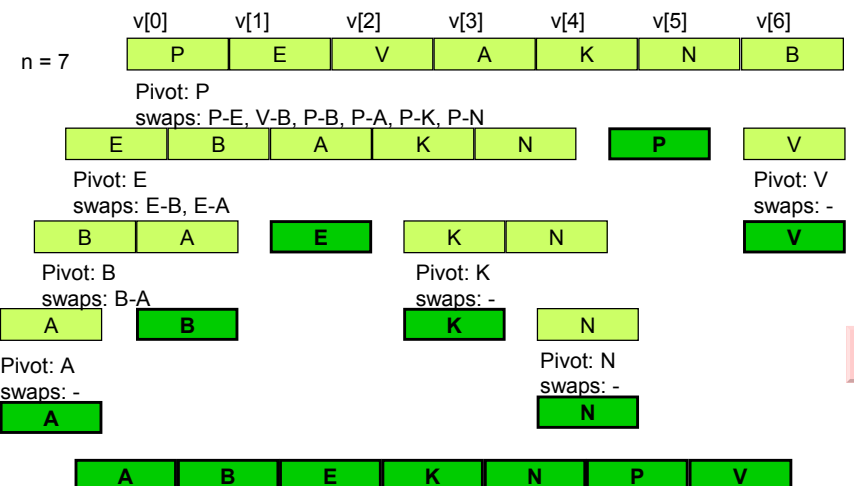 v[0] v[1] v[2] v[3] v[4] v[5] v[6]
n = 7 P E V A K N B
Pivot: P
swaps: P-E, V-B, P-B, P-A, P-K, P-N
E B A K N P V
Pivot: E Pivot: V
swaps: E-B, E-A swaps: -
B A E K N V
Pivot: B Pivot: K
swaps: B-A swaps: -
A B K N
Pivot: A Pivot: N
swaps: - swaps: -
A N
A B E K N P V